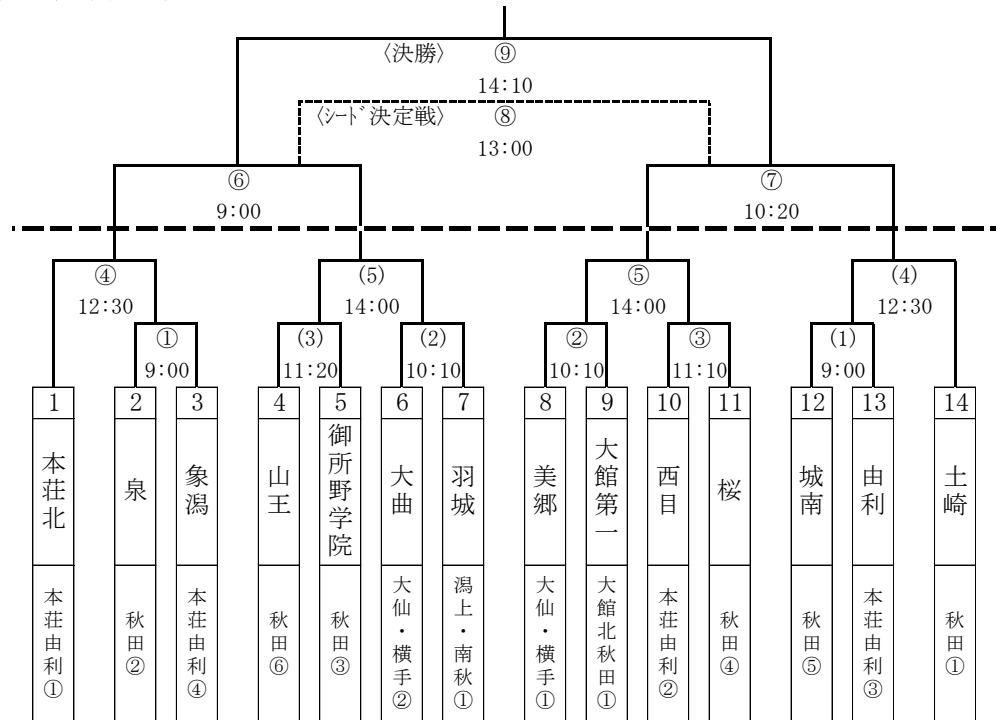 〈決勝〉 ⑨
14:10
〈シード決定戦〉 ⑧
13:00
⑥ ⑦
9:00 10:20
④ (5) ⑤ (4)
12:30 14:00 14:00 12:30
① (3) (2) ② ③ (1)
9:00 11:20 10:10 10:10 11:10 9:00
1 2 3 4 5 6 7 8 9 10 11 12 13 14
本荘北
泉
象潟
山王
御所野学院
大曲
羽城
美郷
大館第一
西目
桜
城南
由利
土崎
本荘由利①
秋田②
本荘由利④
秋田⑥
秋田③
大仙・横手②
潟上・南秋①
大仙・横手①
大館北秋田①
本荘由利②
秋田④
秋田⑤
本荘由利③
秋田①